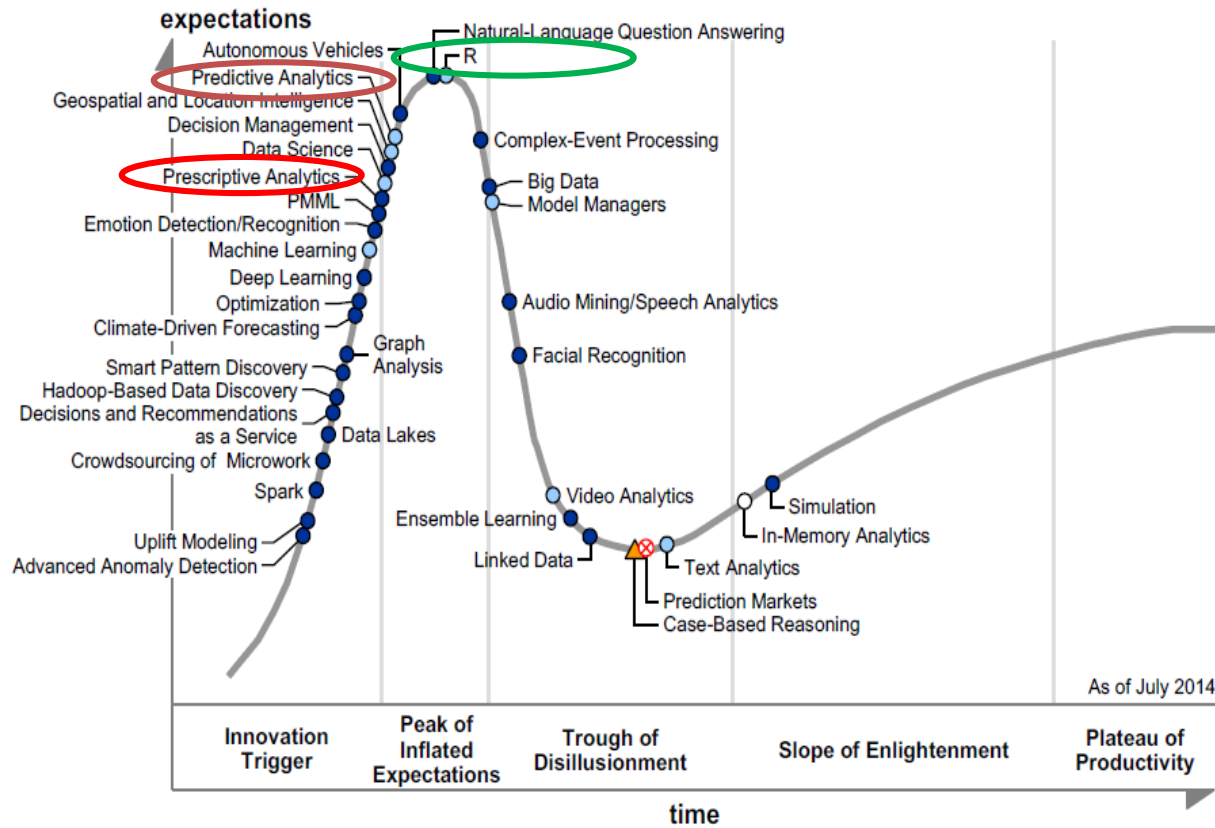 expectations
Natural-Language Question Answering
Autonomous Vehicles
R
Predictive Analytics
Geospatial and Location Intelligence
Decision Management
Data Science
Prescriptive Analytics
PMML
Emotion Detection/Recognition
Machine Learning
Deep Learning
Optimization
Climate-Driven Forecasting
Graph
Analysis
Smart Pattern Discovery
Hadoop-Based Data Discovery
Decisions and Recommendations
as a Service
Data Lakes
Crowdsourcing of Microwork
Spark
Uplift Modeling
Advanced Anomaly Detection
Complex-Event Processing
Big Data
Model Managers
Audio Mining/Speech Analytics
Facial Recognition
Video Analytics
Ensemble Learning
Linked Data
Text Analytics
Prediction Markets
Case-Based Reasoning
Simulation
In-Memory Analytics
As of July 2014
Innovation
Trigger
Peak of
Inflated
Expectations
Trough of
Disillusionment
Slope of Enlightenment
Plateau of
Productivity
time